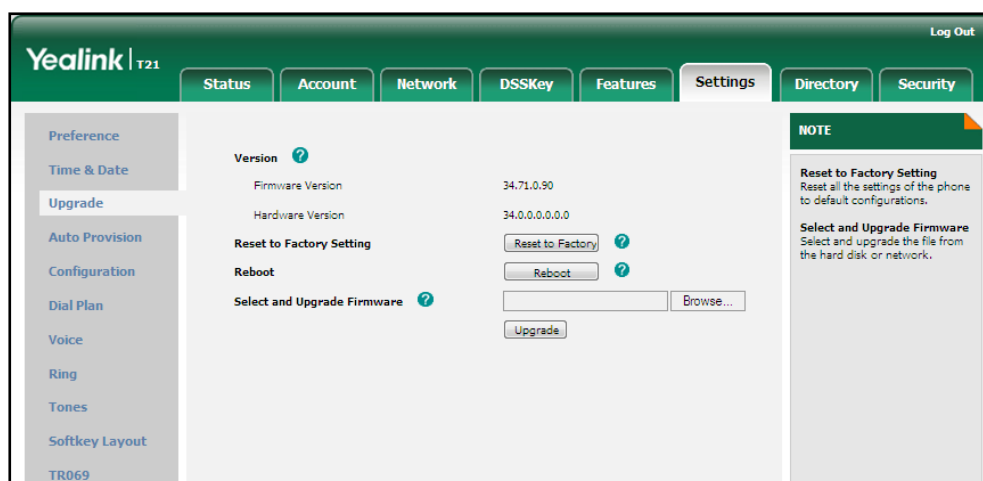 Log Out
Yealink | T21
Status Account Network DSSKey Features Settings Directory Security
Preference
Time & Date
Upgrade
Auto Provision
Configuration
Dial Plan
Voice
Ring
Tones
Softkey Layout
TR069
Version ?
Firmware Version 34.71.0.90
Hardware Version 34.0.0.0.0.0.0
Reset to Factory Setting Reset to Factory ?
Reboot Reboot ?
Select and Upgrade Firmware ? Browse...
Upgrade
NOTE
Reset to Factory Setting
Reset all the settings of the phone
to default configurations.
Select and Upgrade Firmware
Select and upgrade the file from
the hard disk or network.